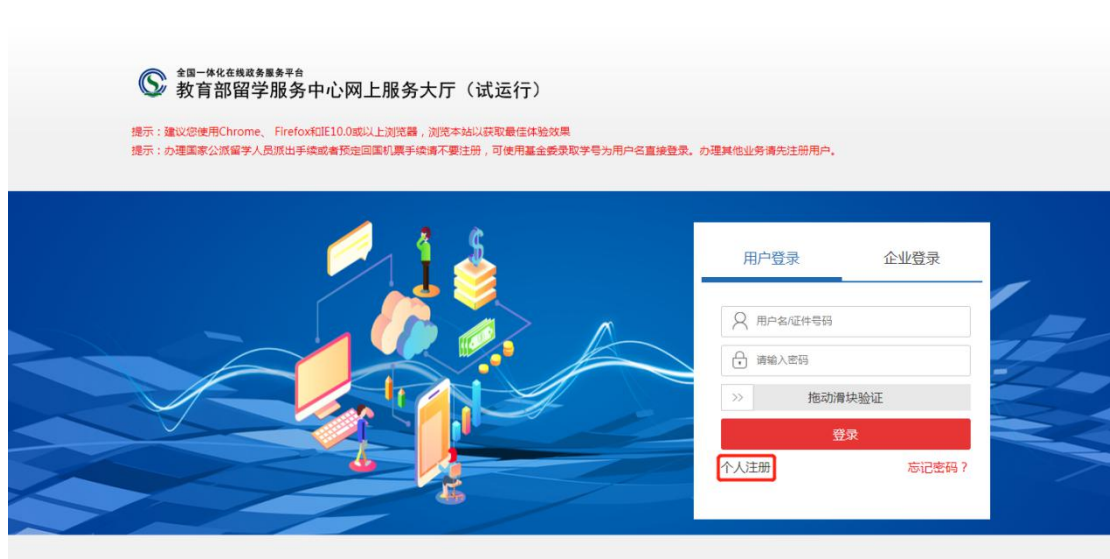 全国一体化在线政务服务平台
教育部留学服务中心网上服务大厅（试运行）
提示：建议您使用Chrome、 Firefox和IE10.0或以上浏览器，浏览本站以获取最佳体验效果
提示：办理国家公派留学人员派出手续或者预定回国机票手续请不要注册，可使用基金委录取学号为用户名直接登录。办理其他业务请先注册用户。
用户登录 企业登录
用户名/证件号码
请输入密码
>> 拖动滑块验证
登录
个人注册 忘记密码？